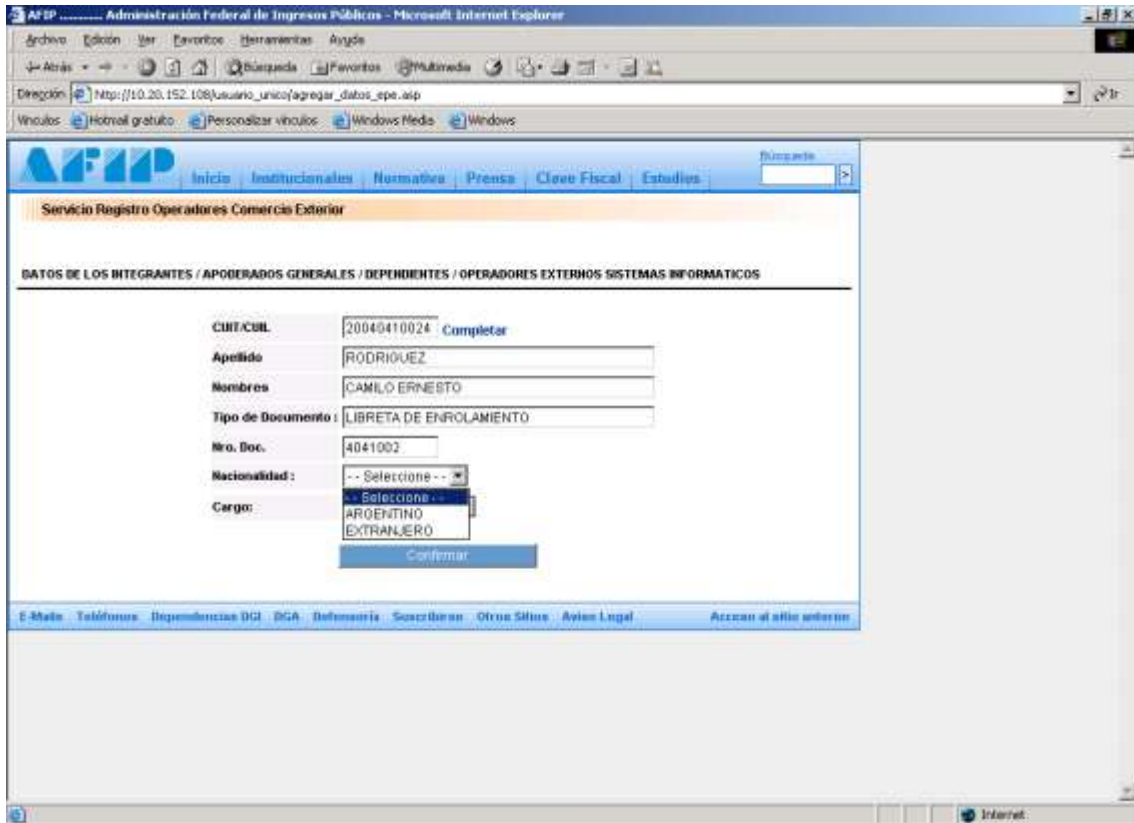 AFIP ........... Administración Federal de Ingresos Públicos - Microsoft Internet Explorer
Archivo Edición Ver Favoritos Herramientas Ayuda
Atrás Búsqueda Favoritos Multimedia
Dirección http://10.20.152.108/usuario_unico/agregar_datos_epe.asp Ir
Vínculos Hotmail gratuito Personalizar vínculos Windows Media Windows
AFIP
Búsqueda
Inicio Institucionales Normativa Prensa Clave Fiscal Estudios >
Servicio Registro Operadores Comercio Exterior
DATOS DE LOS INTEGRANTES / APODERADOS GENERALES / DEPENDIENTES / OPERADORES EXTERNOS SISTEMAS INFORMATICOS
CUIT/CUIL 20040410024 Completar
Apellido RODRIGUEZ
Nombres CAMILO ERNESTO
Tipo de Documento : LIBRETA DE ENROLAMIENTO
Nro. Doc. 4041002
Nacionalidad : -- Seleccione --
-- Seleccione --
Cargo: ARGENTINO
EXTRANJERO
Confirmar
E-Mails Teléfonos Dependencias DGI DGA Defensoría Suscribirse Otros Sitios Aviso Legal Acceso al sitio anterior
Internet